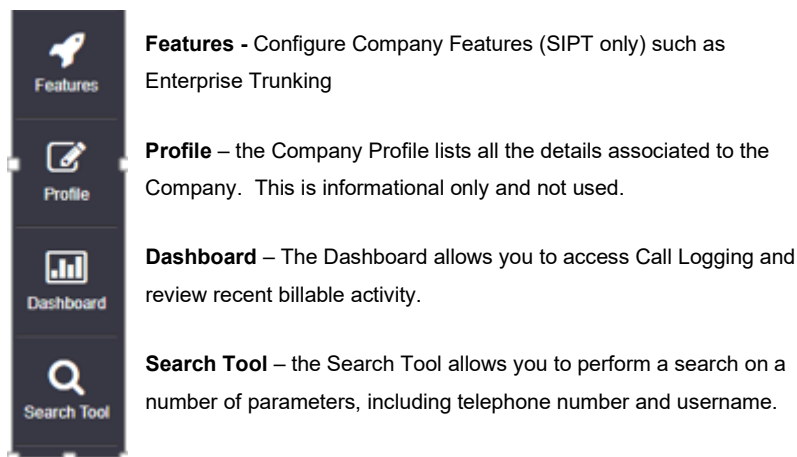 Features
Features - Configure Company Features (SIPT only) such as
Enterprise Trunking
Profile
Profile – the Company Profile lists all the details associated to the
Company.  This is informational only and not used.
Dashboard
Dashboard – The Dashboard allows you to access Call Logging and
review recent billable activity.
Search Tool
Search Tool – the Search Tool allows you to perform a search on a
number of parameters, including telephone number and username.